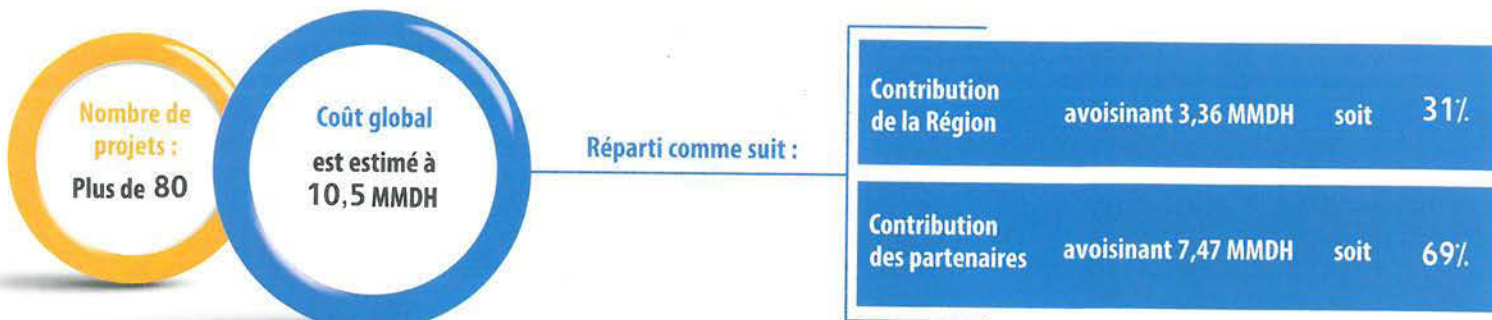 Nombre de
projets :
Plus de 80
Coût global
est estimé à
10,5 MMDH
Réparti comme suit :
Contribution
de la Région
avoisinant 3,36 MMDH soit 31%
Contribution
des partenaires
avoisinant 7,47 MMDH soit 69%